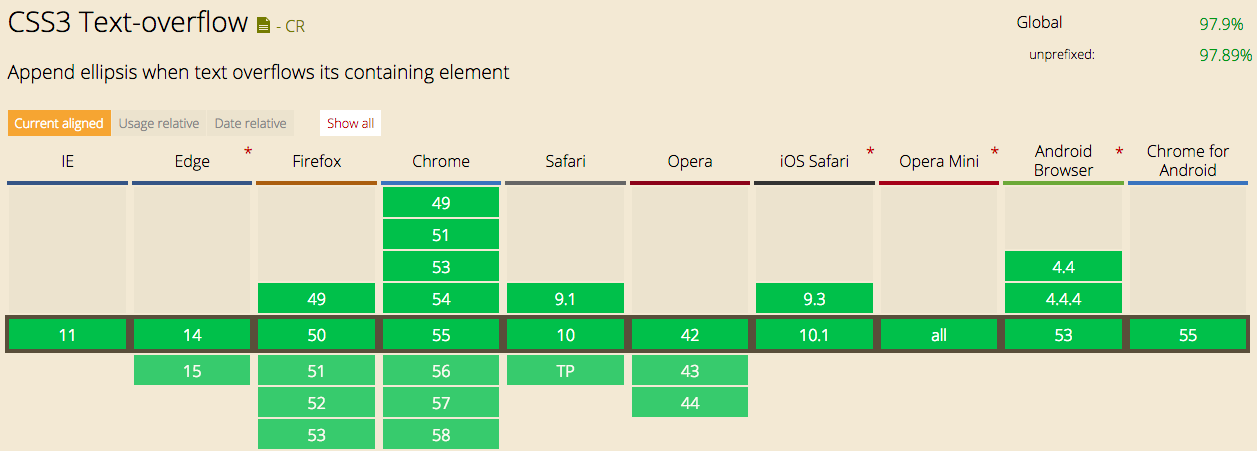 CSS3 Text-overflow - CR
Global 97.9%
unprefixed: 97.89%
Append ellipsis when text overflows its containing element
Current aligned Usage relative Date relative Show all
IE Edge * Firefox Chrome Safari Opera iOS Safari * Opera Mini * Android Browser * Chrome for Android
49
51
53 4.4
49 54 9.1 9.3 4.4.4
11 14 50 55 10 42 10.1 all 53 55
15 51 56 TP 43
52 57 44
53 58